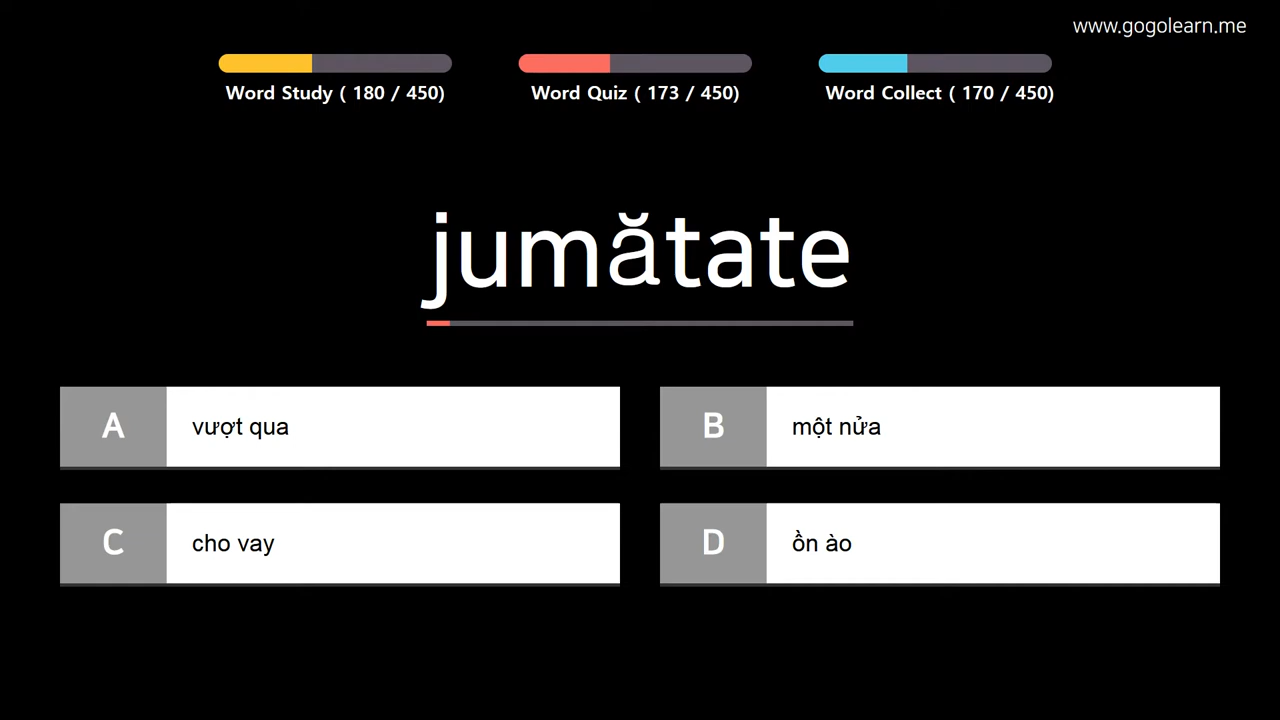 www.gogolearn.me
Word Study ( 180 / 450)
Word Quiz ( 173 / 450)
Word Collect ( 170 / 450)
jumătate
A vượt qua
B một nửa
C cho vay
D ồn ào